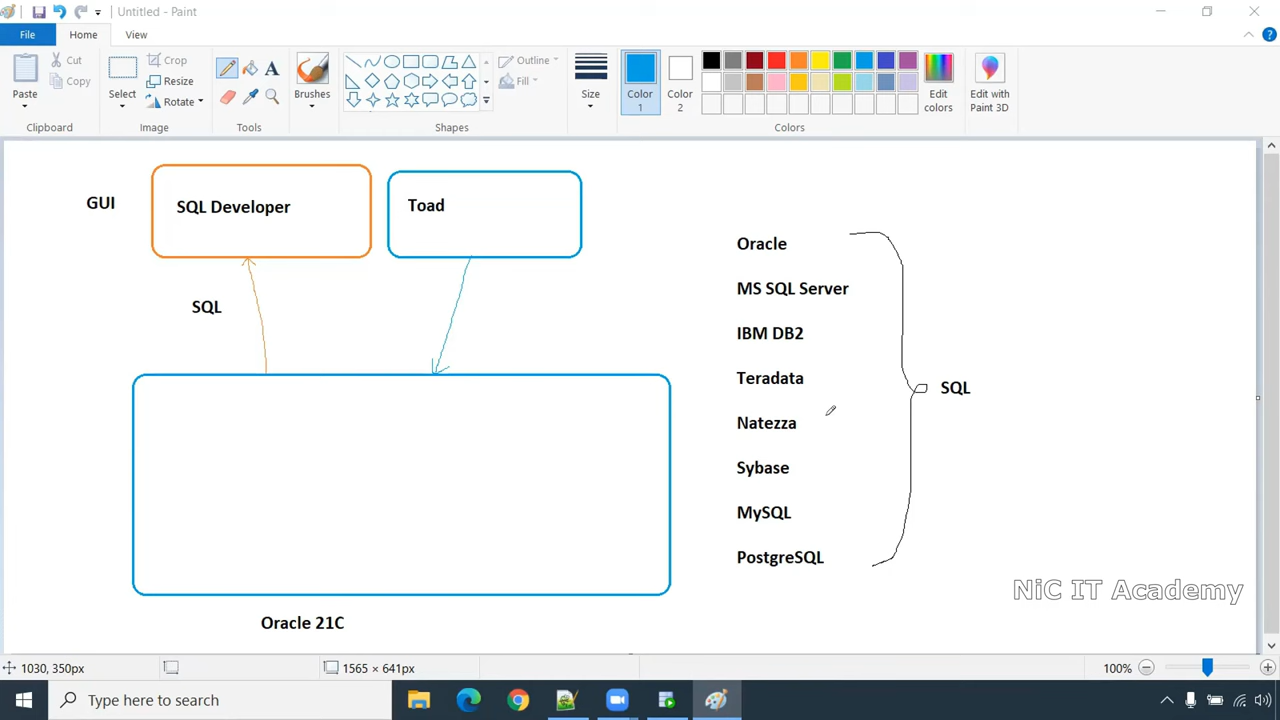 Untitled - Paint
File
Home
View
Paste
Cut
Copy
Clipboard
Select
Crop
Resize
Rotate
Image
Tools
Brushes
Outline
Fill
Shapes
Size
Color 1
Color 2
Edit colors
Edit with Paint 3D
Colors
GUI
SQL Developer
Toad
SQL
Oracle 21C
Oracle
MS SQL Server
IBM DB2
Teradata
Natezza
Sybase
MySQL
PostgreSQL
SQL
NiC IT Academy
1030, 350px
1565 × 641px
100%
Type here to search